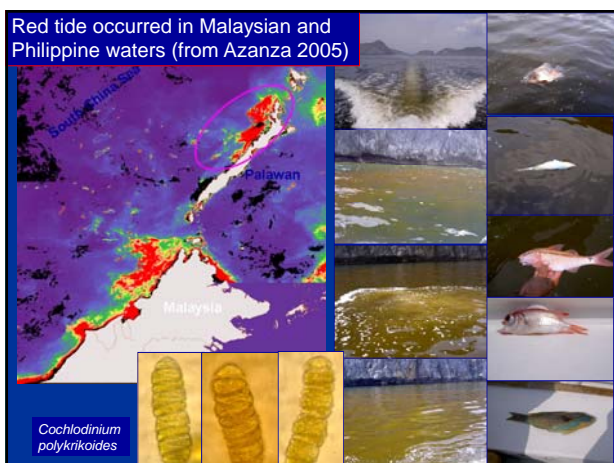 Red tide occurred in Malaysian and
Philippine waters (from Azanza 2005)
South China Sea
Palawan
Malaysia
Cochlodinium
polykrikoides